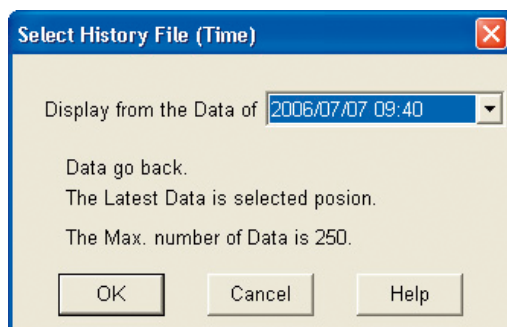 Select History File (Time)
Display from the Data of 2006/07/07 09:40
Data go back.
The Latest Data is selected posion.
The Max. number of Data is 250.
OK Cancel Help